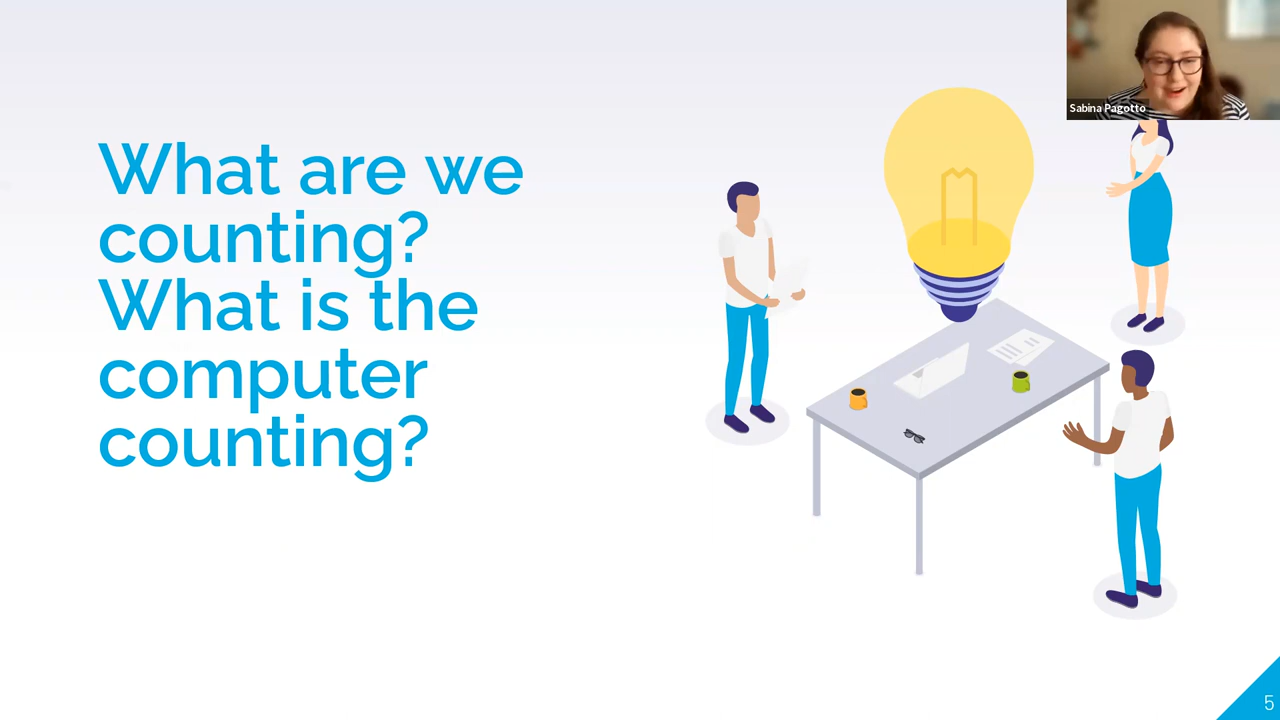 What are we
counting?
What is the
computer
counting?
Sabina Pagotto
5